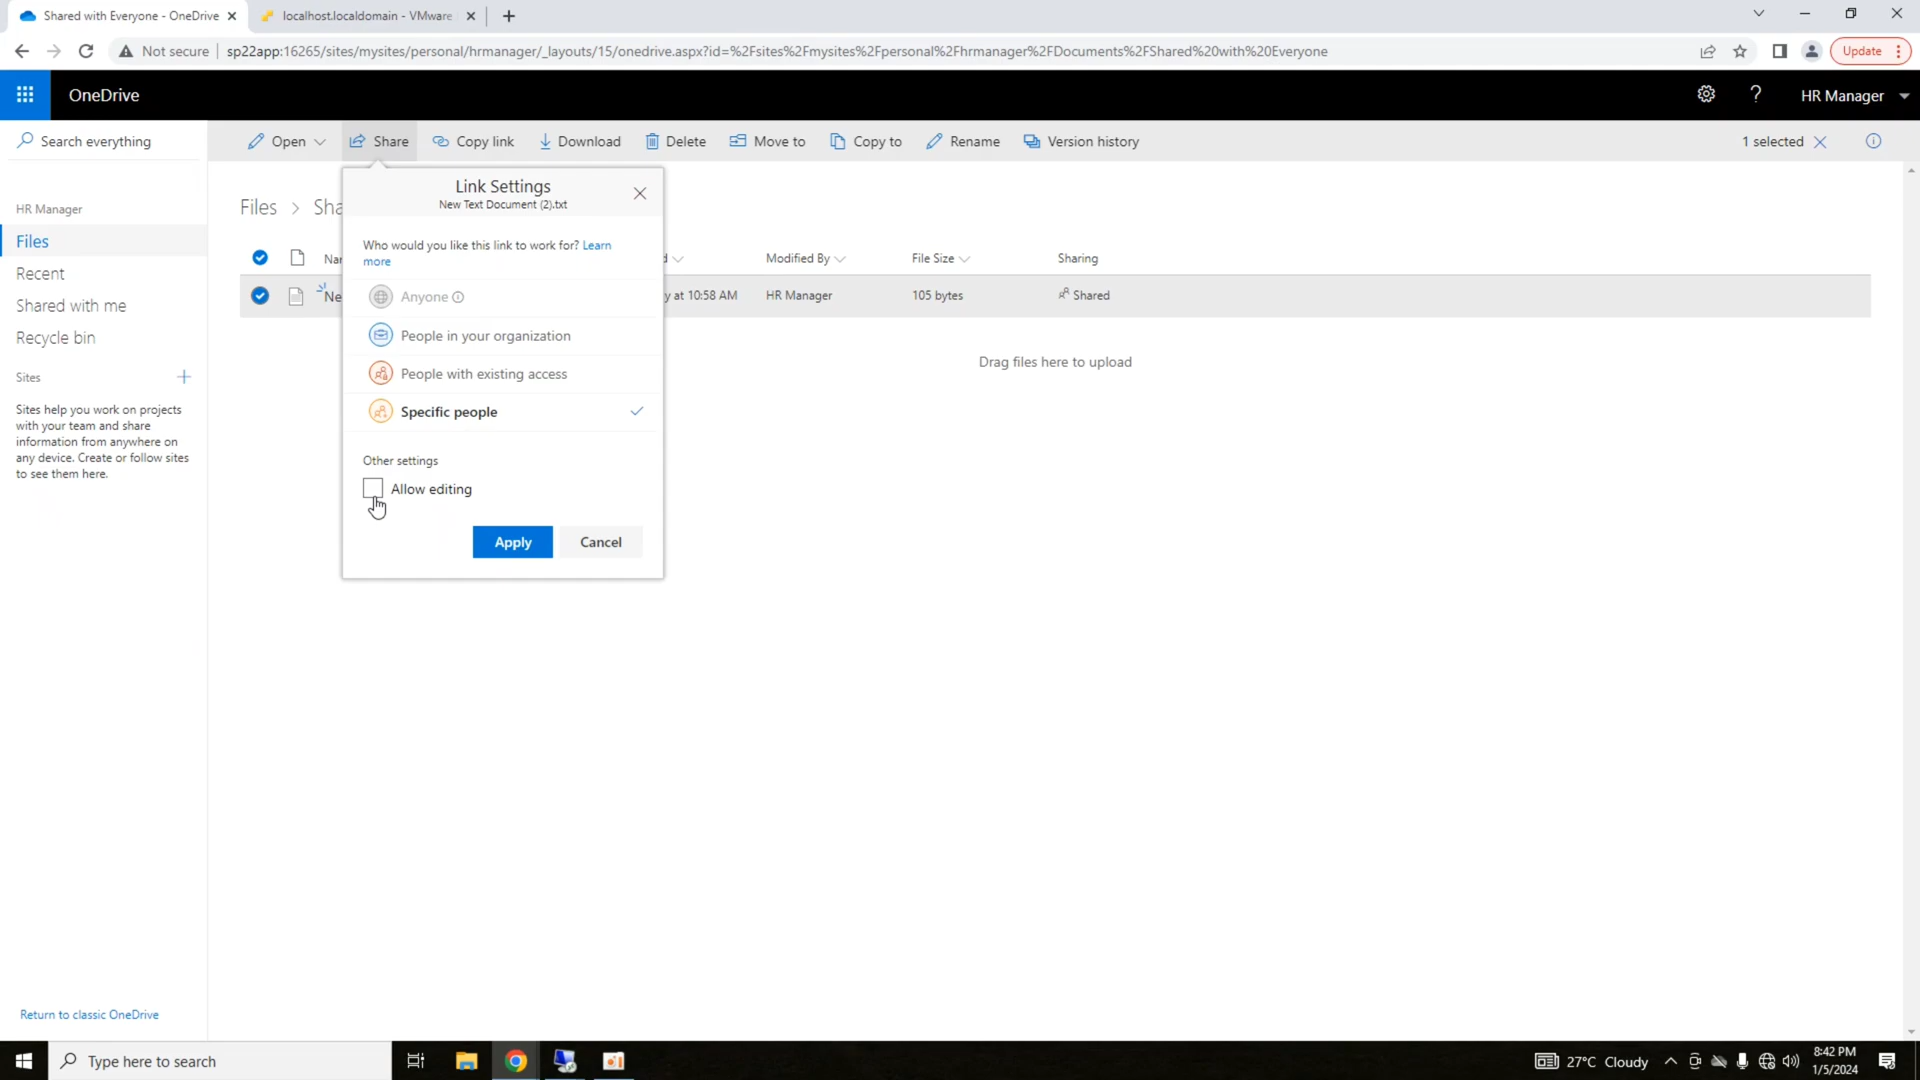 Shared with Everyone - OneDrive
localhost.localdomain - VMware
Not secure
sp22app:16265/sites/mysites/personal/hrmanager/_layouts/15/onedrive.aspx?id=%2Fsites%2Fmysites%2Fpersonal%2Fhrmanager%2FDocuments%2FShared%20with%20Everyone
Update
OneDrive
?
HR Manager
Search everything
Open
Share
Copy link
Download
Delete
Move to
Copy to
Rename
Version history
1 selected
HR Manager
Files
Recent
Shared with me
Recycle bin
Sites
Sites help you work on projects
with your team and share
information from anywhere on
any device. Create or follow sites
to see them here.
Return to classic OneDrive
Files > Sha
Nar
d
Modified By
File Size
Sharing
Ne
y at 10:58 AM
HR Manager
105 bytes
Shared
Drag files here to upload
Link Settings
New Text Document (2).txt
Who would you like this link to work for? Learn
more
Anyone
People in your organization
People with existing access
Specific people
Other settings
Allow editing
Apply
Cancel
Type here to search
27°C Cloudy
8:42 PM
1/5/2024